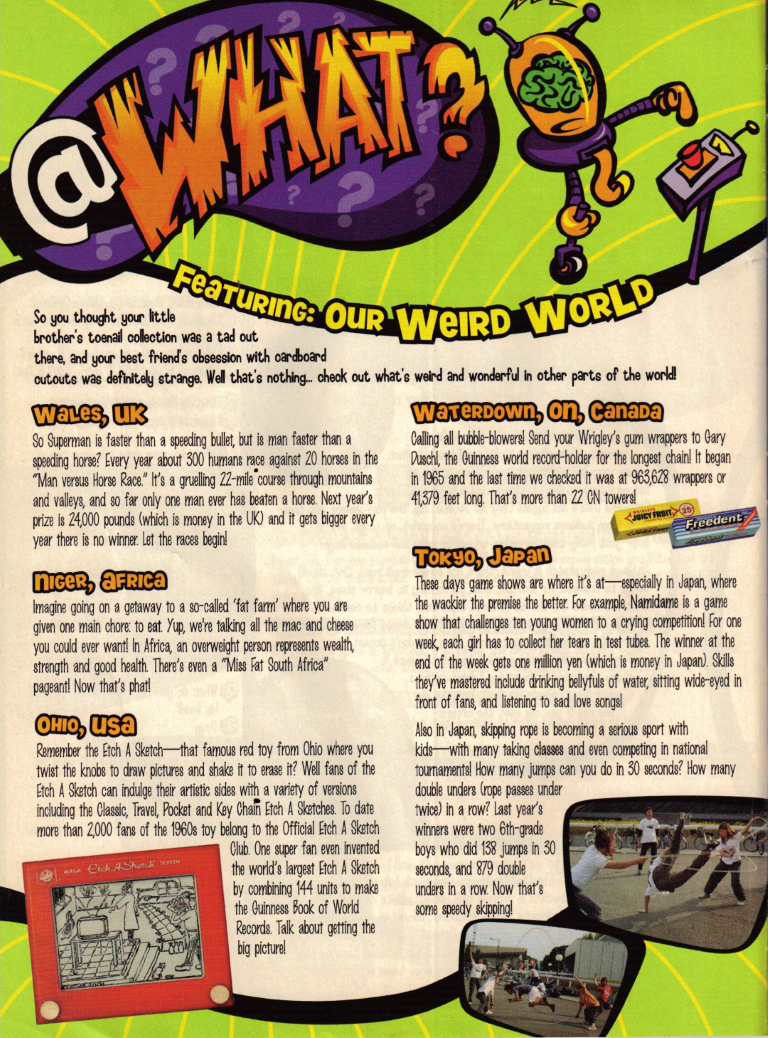 @WHAT?
FEATURING: OUR WEIRD WORLD
So you thought your little
brother's toenail collection was a tad out
there, and your best friend's obsession with cardboard
cutouts was definitely strange. Well that's nothing... check out what's weird and wonderful in other parts of the world!
Wales, UK
So Superman is faster than a speeding bullet, but is man faster than a
speeding horse? Every year about 300 humans race against 20 horses in the
"Man versus Horse Race." It's a gruelling 22-mile course through mountains
and valleys, and so far only one man ever has beaten a horse. Next year's
prize is 24,000 pounds (which is money in the UK) and it gets bigger every
year there is no winner. Let the races begin!
Niger, Africa
Imagine going on a getaway to a so-called 'fat farm' where you are
given one main chore: to eat. Yup, we're talking all the mac and cheese
you could ever want! In Africa, an overweight person represents wealth,
strength and good health. There's even a "Miss Fat South Africa"
pageant! Now that's phat!
Ohio, USA
Remember the Etch A Sketch—that famous red toy from Ohio where you
twist the knobs to draw pictures and shake it to erase it? Well fans of the
Etch A Sketch can indulge their artistic sides with a variety of versions
including the Classic, Travel, Pocket and Key Chain Etch A Sketches. To date
more than 2,000 fans of the 1960s toy belong to the Official Etch A Sketch
Club. One super fan even invented
the world's largest Etch A Sketch
by combining 144 units to make
the Guinness Book of World
Records. Talk about getting the
big picture!
MAGIC Etch A Sketch SCREEN
Waterdown, ON, Canada
Calling all bubble-blowers! Send your Wrigley's gum wrappers to Gary
Duschl, the Guinness world record-holder for the longest chain! It began
in 1965 and the last time we checked it was at 963,628 wrappers or
41,379 feet long. That's more than 22 CN towers!
WRIGLEY'S
JUICY FRUIT
25
Freedent
Tokyo, Japan
These days game shows are where it's at—especially in Japan, where
the wackier the premise the better. For example, Namidame is a game
show that challenges ten young women to a crying competition! For one
week, each girl has to collect her tears in test tubes. The winner at the
end of the week gets one million yen (which is money in Japan). Skills
they've mastered include drinking bellyfuls of water, sitting wide-eyed in
front of fans, and listening to sad love songs!
Also in Japan, skipping rope is becoming a serious sport with
kids—with many taking classes and even competing in national
tournaments! How many jumps can you do in 30 seconds? How many
double unders (rope passes under
twice) in a row? Last year's
winners were two 6th-grade
boys who did 138 jumps in 30
seconds, and 879 double
unders in a row. Now that's
some speedy skipping!